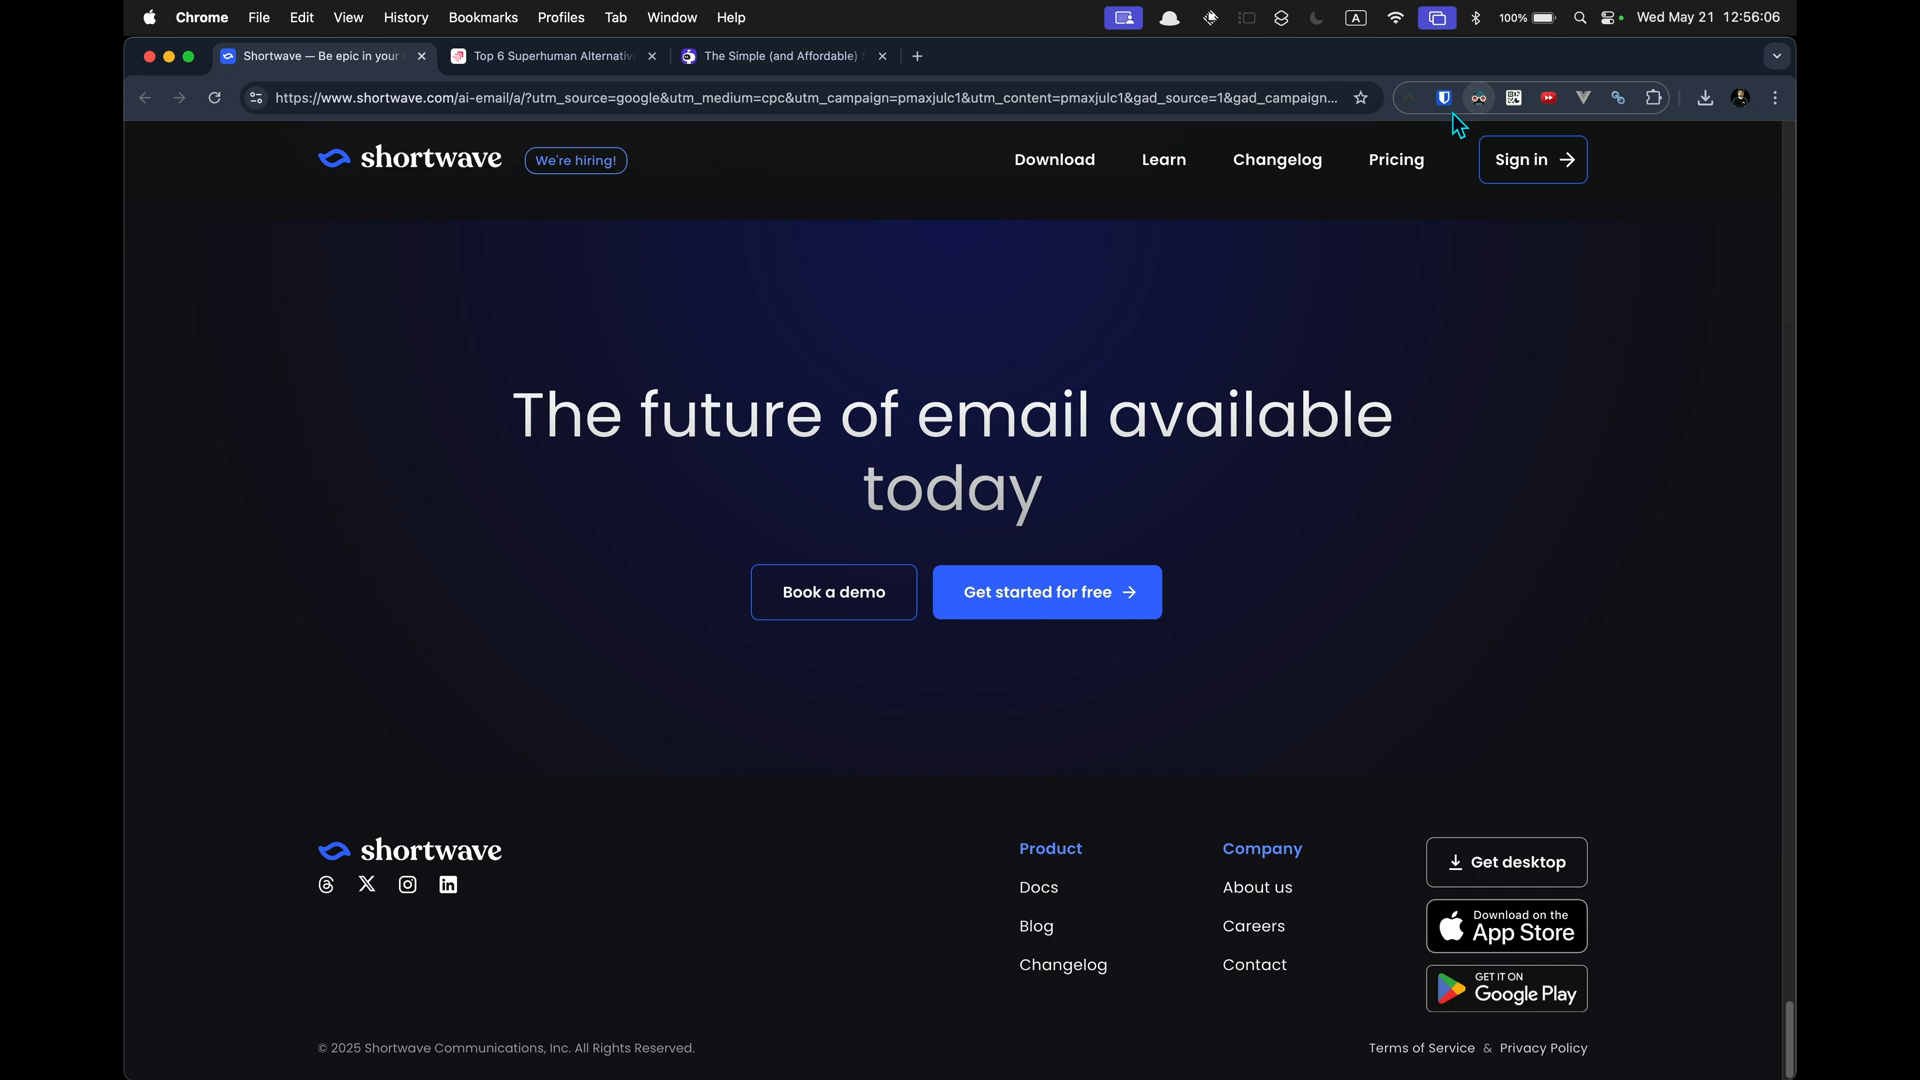 Chrome File Edit View History Bookmarks Profiles Tab Window Help A 100% Wed May 21 12:56:06
Shortwave — Be epic in your Top 6 Superhuman Alternativ The Simple (and Affordable)
https://www.shortwave.com/ai-email/a/?utm_source=google&utm_medium=cpc&utm_campaign=pmaxjulc1&utm_content=pmaxjulc1&gad_source=1&gad_campaign...
shortwave We're hiring! Download Learn Changelog Pricing Sign in
The future of email available
today
Book a demo Get started for free
shortwave
Product
Docs
Blog
Changelog
Company
About us
Careers
Contact
Get desktop
Download on the
App Store
GET IT ON
Google Play
© 2025 Shortwave Communications, Inc. All Rights Reserved.
Terms of Service & Privacy Policy